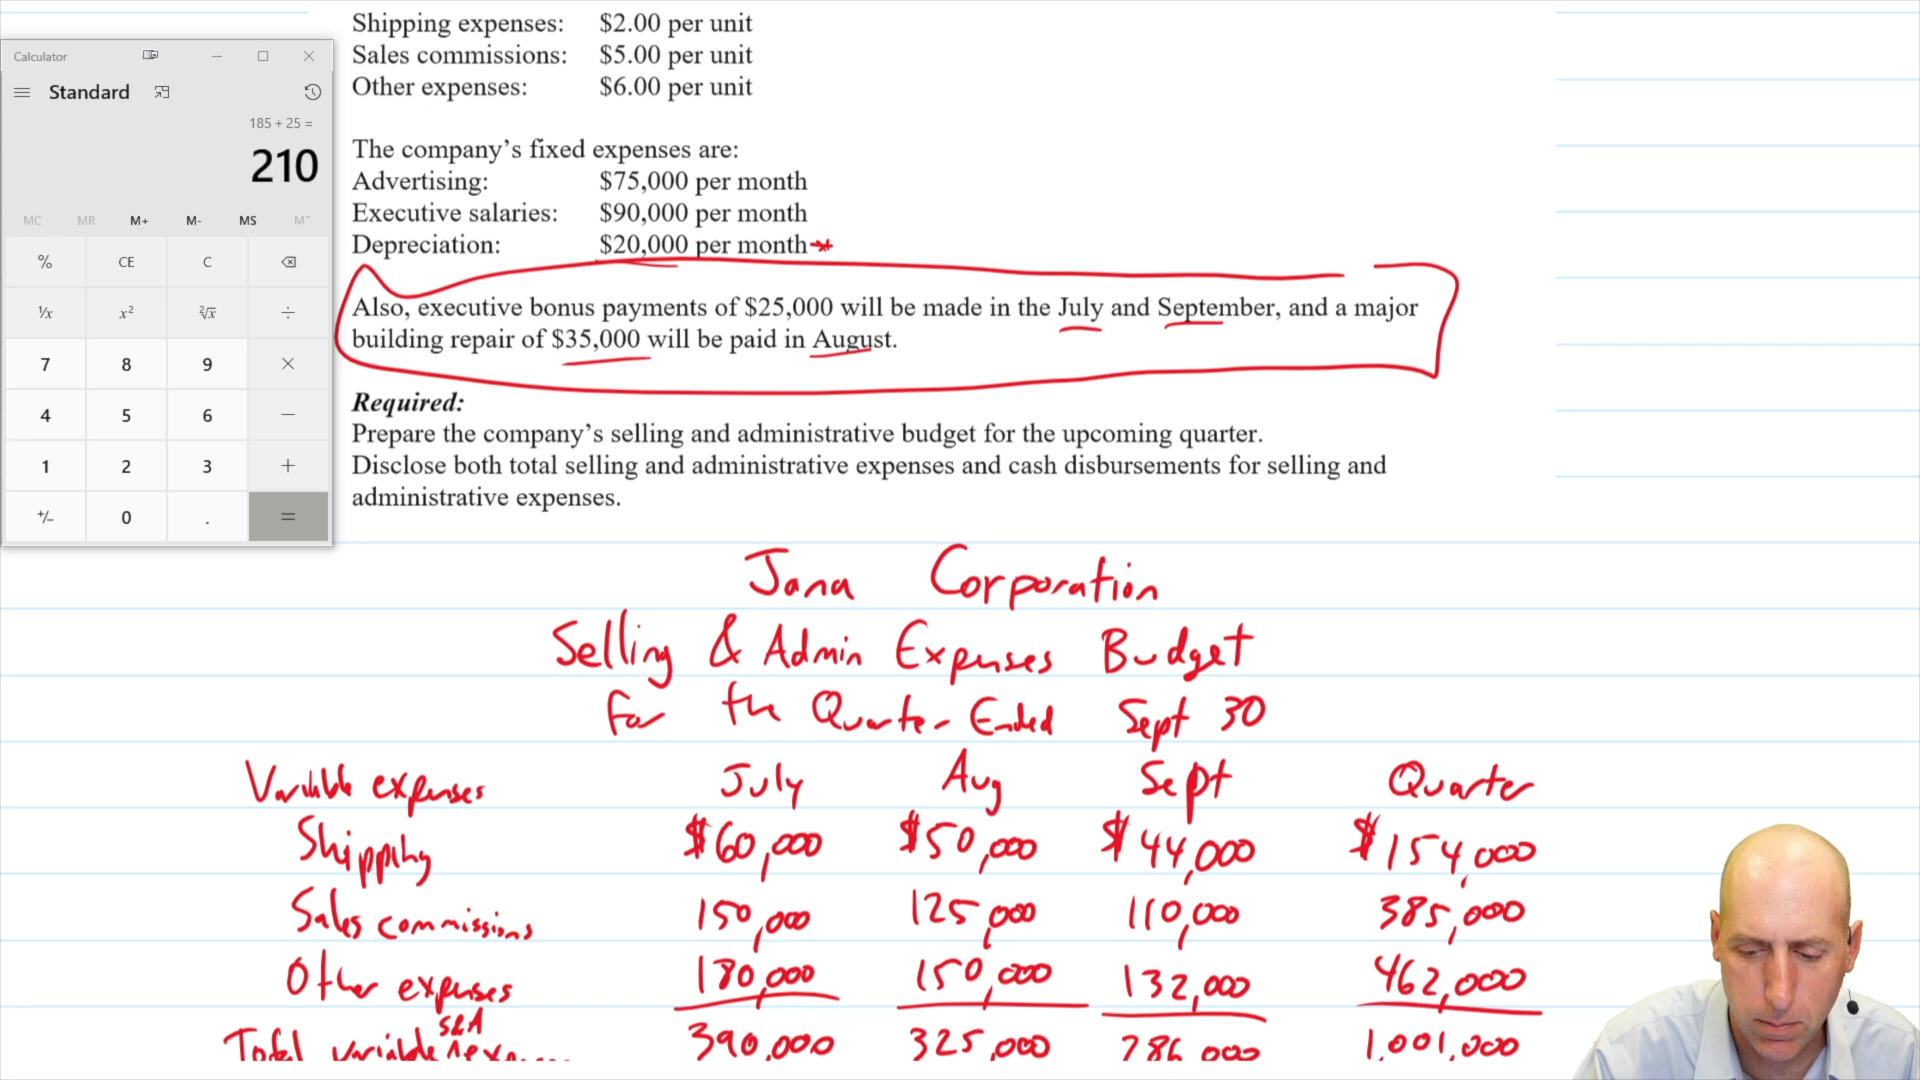 Shipping expenses: $2.00 per unit
Sales commissions: $5.00 per unit
Other expenses: $6.00 per unit
Calculator
Standard
185 + 25 =
210
MC MR M+ M- MS M˅
% CE C ⌫
¹/x x² ²√x ÷
7 8 9 ×
4 5 6 −
1 2 3 +
+/− 0 . =
The company's fixed expenses are:
Advertising: $75,000 per month
Executive salaries: $90,000 per month
Depreciation: $20,000 per month*
Also, executive bonus payments of $25,000 will be made in the July and September, and a major
building repair of $35,000 will be paid in August.
Required:
Prepare the company's selling and administrative budget for the upcoming quarter.
Disclose both total selling and administrative expenses and cash disbursements for selling and
administrative expenses.
Jana Corporation
Selling & Admin Expenses Budget
For the Quarter Ended Sept 30
Variable expenses July Aug Sept Quarter
Shipping $60,000 $50,000 $44,000 $154,000
Sales commissions 150,000 125,000 110,000 385,000
Other expenses 180,000 150,000 132,000 462,000
S&A
Total variable 390,000 325,000 286,000 1,001,000